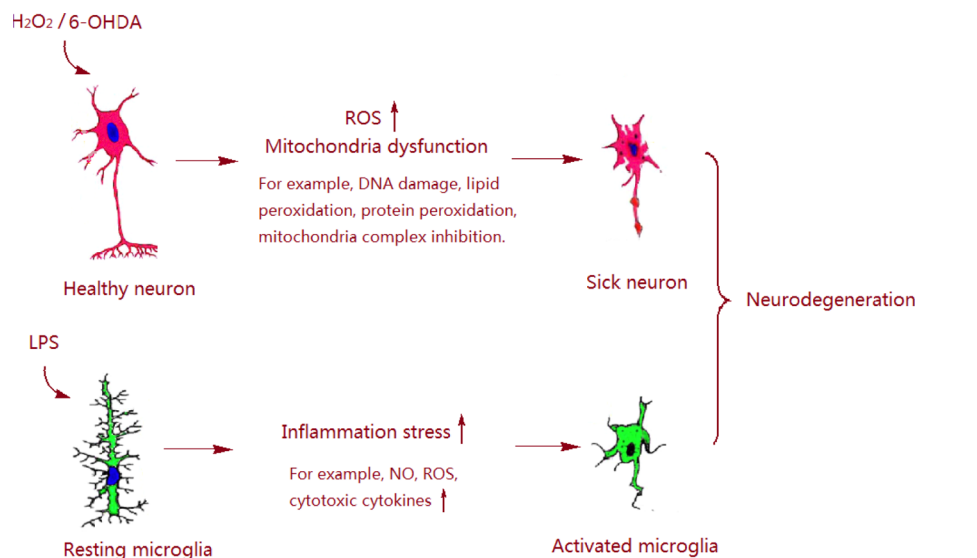 H₂O₂ / 6-OHDA
ROS ↑
Mitochondria dysfunction
For example, DNA damage, lipid
peroxidation, protein peroxidation,
mitochondria complex inhibition.
Healthy neuron
Sick neuron
Neurodegeneration
LPS
Inflammation stress ↑
For example, NO, ROS,
cytotoxic cytokines ↑
Resting microglia
Activated microglia